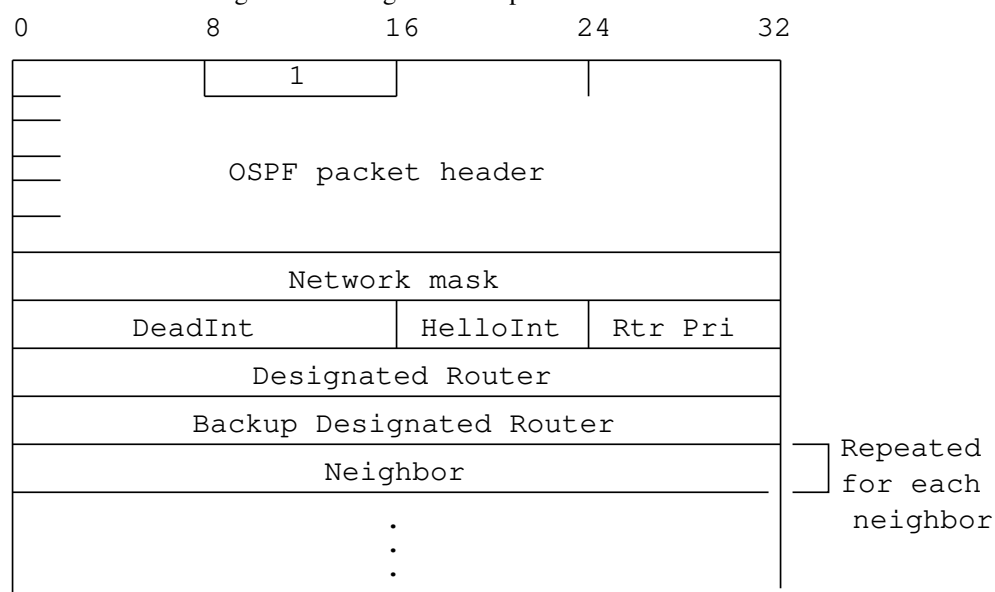 0 8 16 24 32
1
OSPF packet header
Network mask
DeadInt HelloInt Rtr Pri
Designated Router
Backup Designated Router
Neighbor
Repeated
for each
neighbor
.
.
.